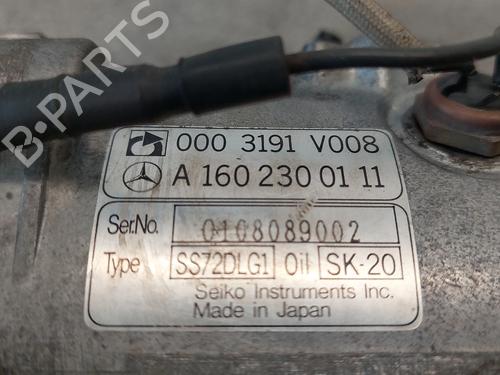 000 3191 V008
A 160 230 01 11
Ser.No. 0108089002
Type SS72DLG1 Oil SK-20
Seiko Instruments Inc.
Made in Japan
B-PARTS